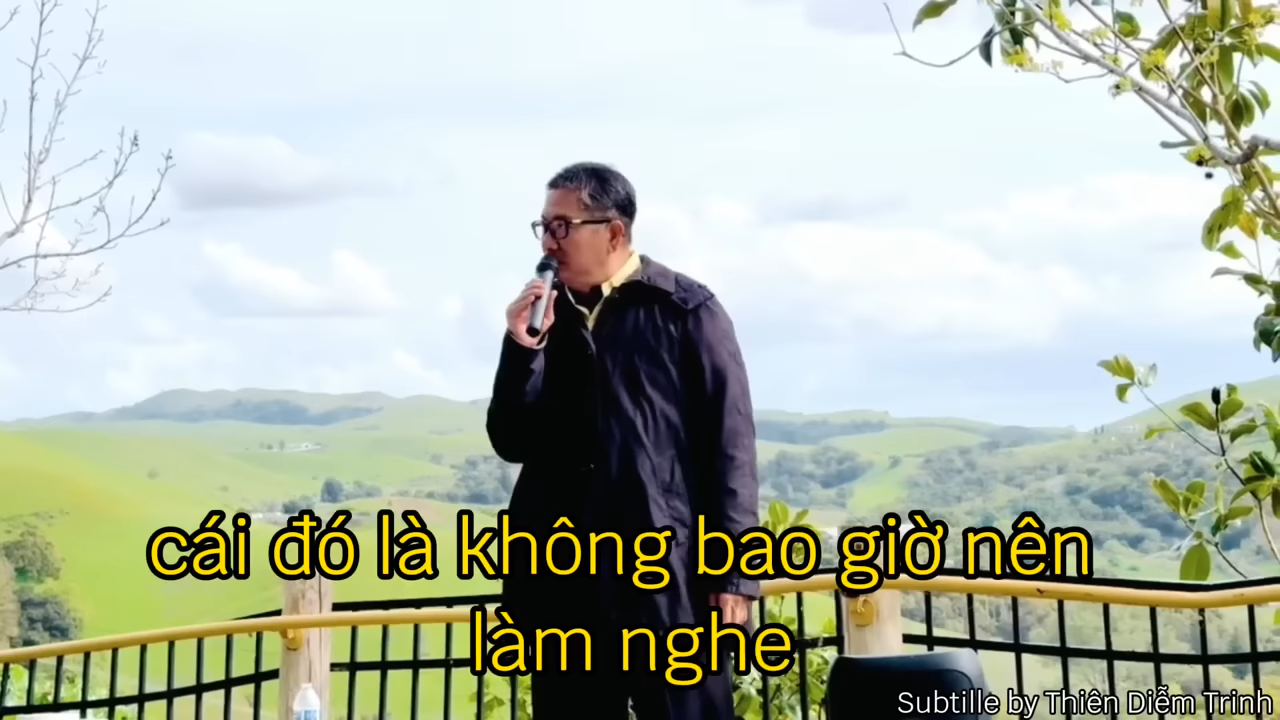 cái đó là không bao giờ nên
làm nghe
Subtille by Thiên Diễm Trinh